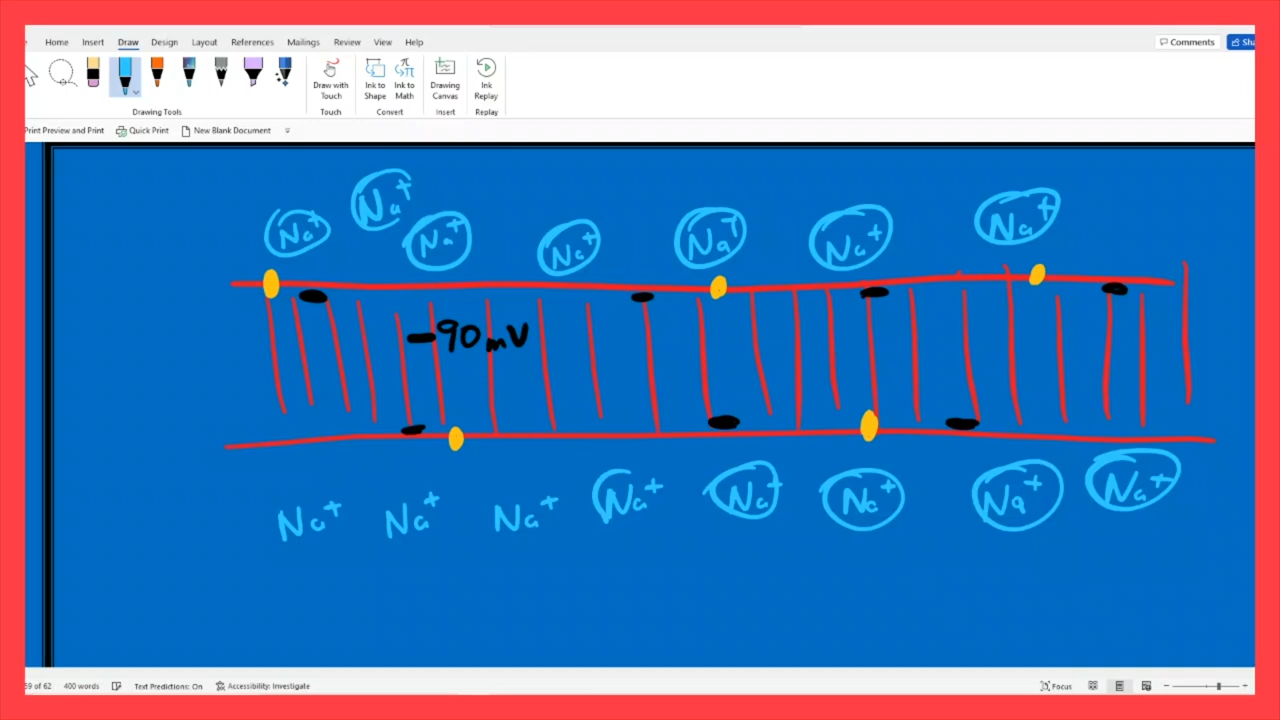 Home Insert Draw Design Layout References Mailings Review View Help
Comments
Draw with Touch
Ink to Shape
Ink to Math
Drawing Canvas
Ink Replay
Drawing Tools Touch Convert Insert Replay
Print Preview and Print Quick Print New Blank Document
Na+
Na+ Na+ Na+ Na+ Na+ Na+
-90mV
Na+ Na+ Na+ Na+ Na+ Na+ Na+ Na+
of 62 400 words Text Predictions: On Accessibility: Investigate Focus